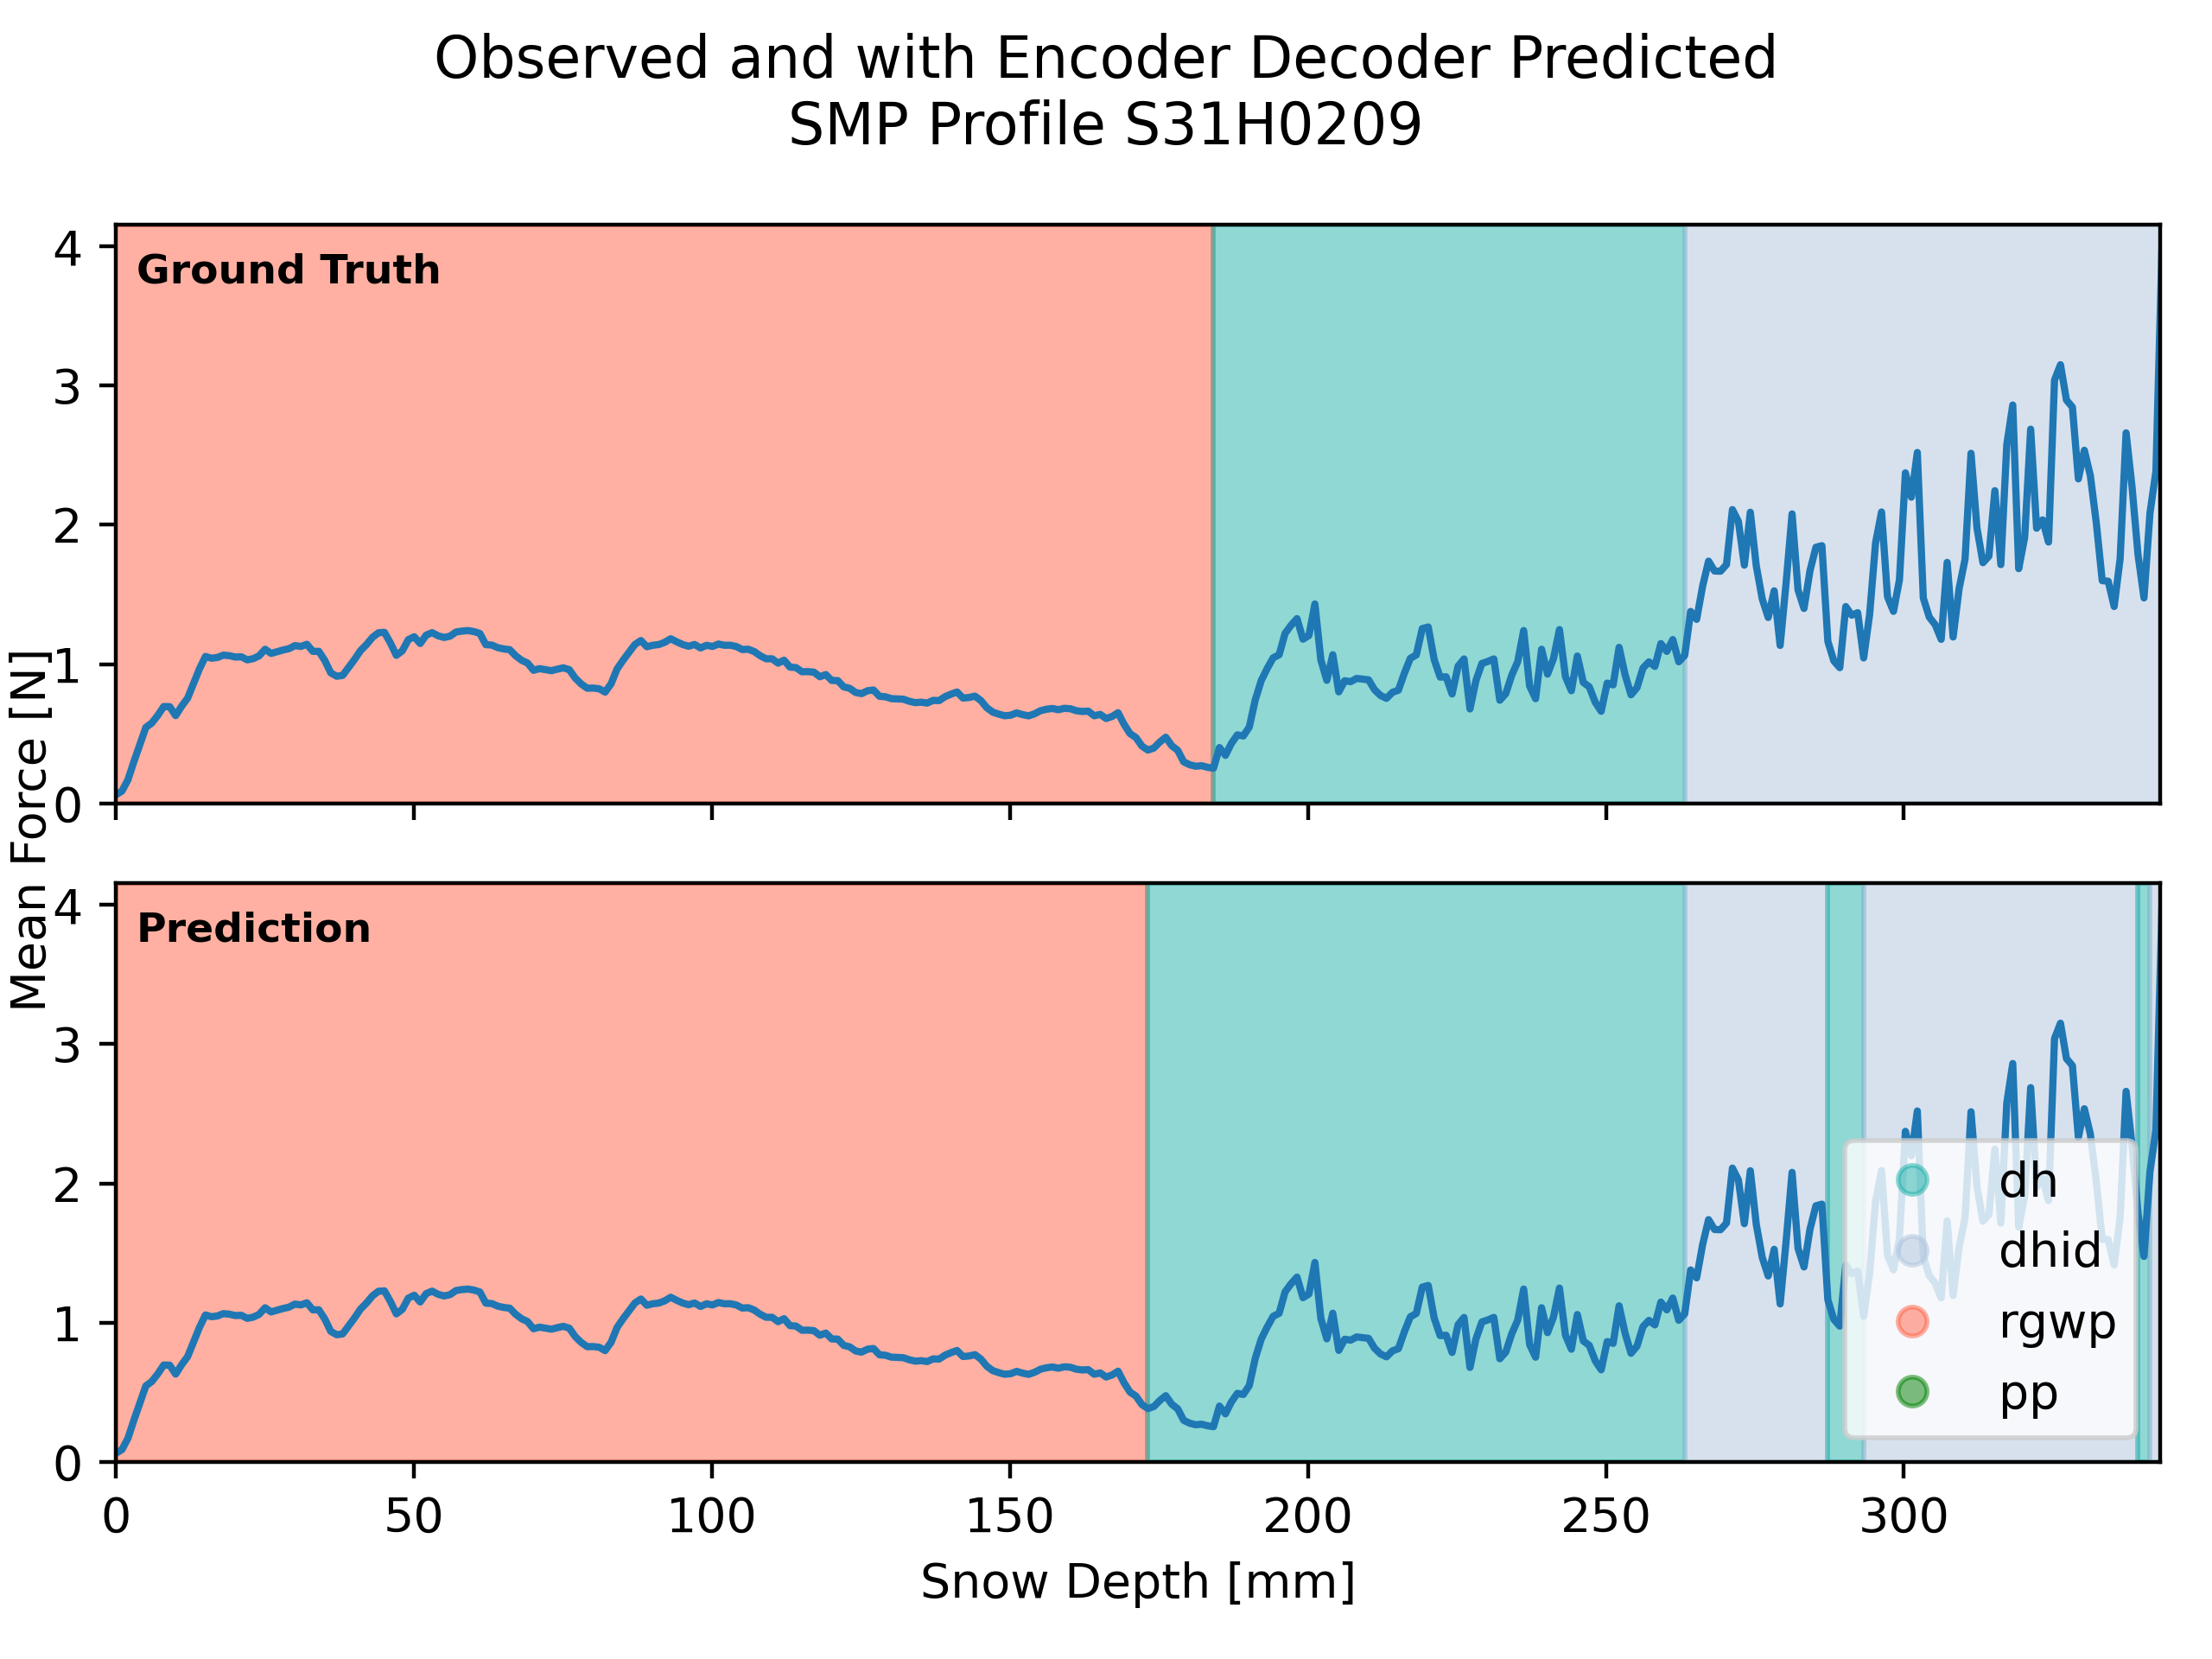 Observed and with Encoder Decoder Predicted
SMP Profile S31H0209
Ground Truth
4
3
2
1
0
Mean Force [N]
Prediction
4
3
2
1
0
dh
dhid
rgwp
pp
0 50 100 150 200 250 300
Snow Depth [mm]